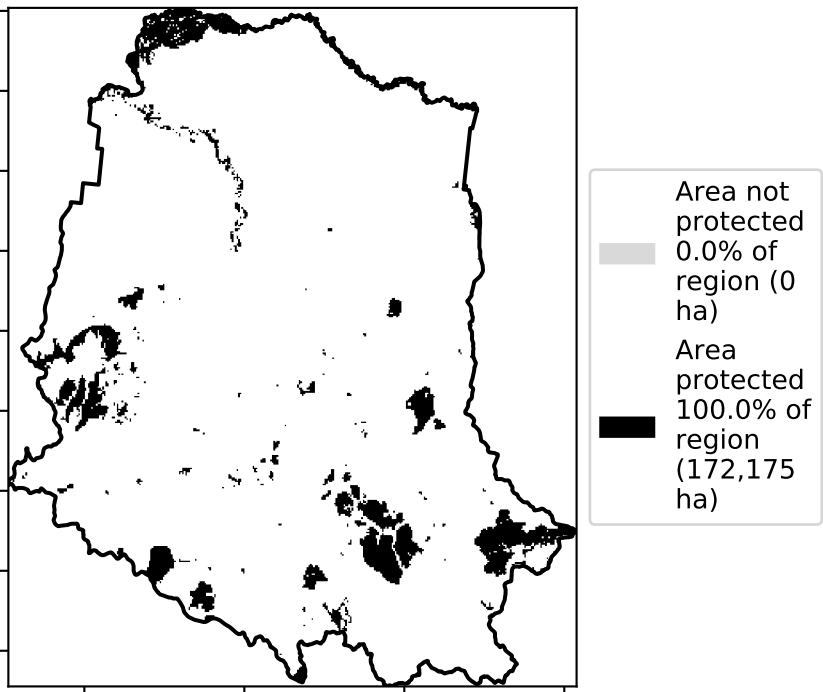 Area not
protected
0.0% of
region (0
ha)
Area
protected
100.0% of
region
(172,175
ha)